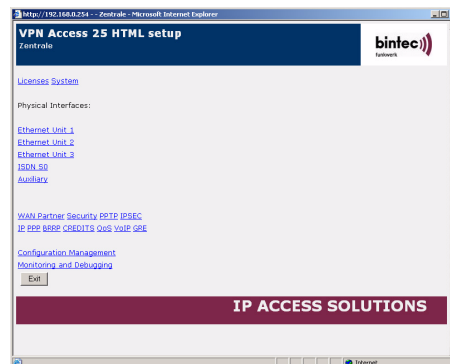 http://192.168.0.254 - - Zentrale - Microsoft Internet Explorer
VPN Access 25 HTML setup
Zentrale
bintec
funkwerk
Licenses System
Physical Interfaces:
Ethernet Unit 1
Ethernet Unit 2
Ethernet Unit 3
ISDN S0
Auxiliary
WAN Partner Security PPTP IPSEC
IP PPP BRRP CREDITS QoS VoIP GRE
Configuration Management
Monitoring and Debugging
Exit
IP ACCESS SOLUTIONS
Internet